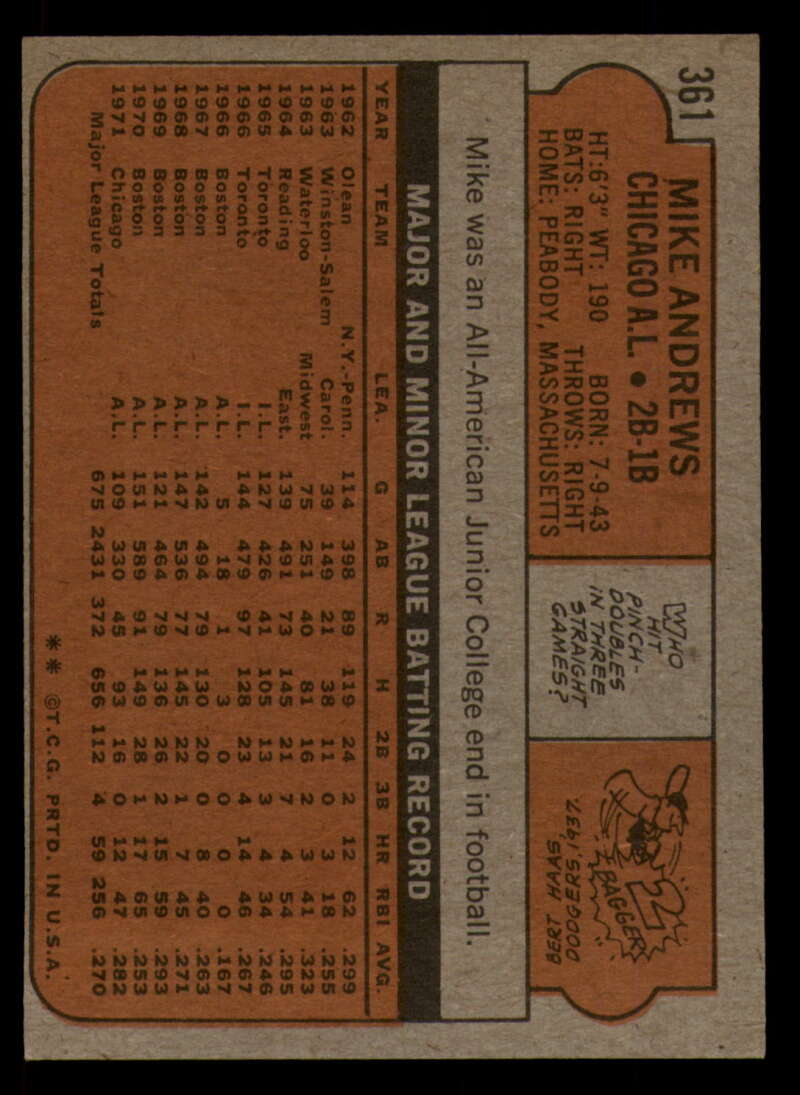 361
MIKE ANDREWS
CHICAGO A.L. • 2B-1B
HT: 6'3" WT: 190 BORN: 7-9-43
BATS: RIGHT THROWS: RIGHT
HOME: PEABODY, MASSACHUSETTS
WHO
HIT
PINCH-
DOUBLES
IN THREE
STRAIGHT
GAMES?
2
BAGGER
BERT HAAS,
DODGERS, 1937.
Mike was an All-American Junior College end in football.
MAJOR AND MINOR LEAGUE BATTING RECORD
YEAR TEAM LEA. G AB R H 2B 3B HR RBI AVG.
1962 Olean N.Y.-Penn. 114 398 89 119 24 2 12 62 .299
1963 Winston-Salem Carol. 39 149 21 38 11 0 3 18 .255
1963 Waterloo Midwest 75 251 40 81 16 2 3 41 .323
1964 Reading East. 139 491 73 145 21 7 4 54 .295
1965 Toronto I.L. 127 426 41 105 13 3 4 34 .246
1966 Toronto I.L. 144 479 97 128 23 4 14 46 .267
1966 Boston A.L. 5 18 1 3 0 0 0 0 .167
1967 Boston A.L. 142 494 79 130 20 0 8 40 .263
1968 Boston A.L. 147 536 77 145 22 1 7 45 .271
1969 Boston A.L. 121 464 79 136 26 2 15 59 .293
1970 Boston A.L. 151 589 91 149 28 1 17 65 .253
1971 Chicago A.L. 109 330 45 93 16 0 12 47 .282
Major League Totals 675 2431 372 656 112 4 59 256 .270
** ©T.C.G. PRTD. IN U.S.A.